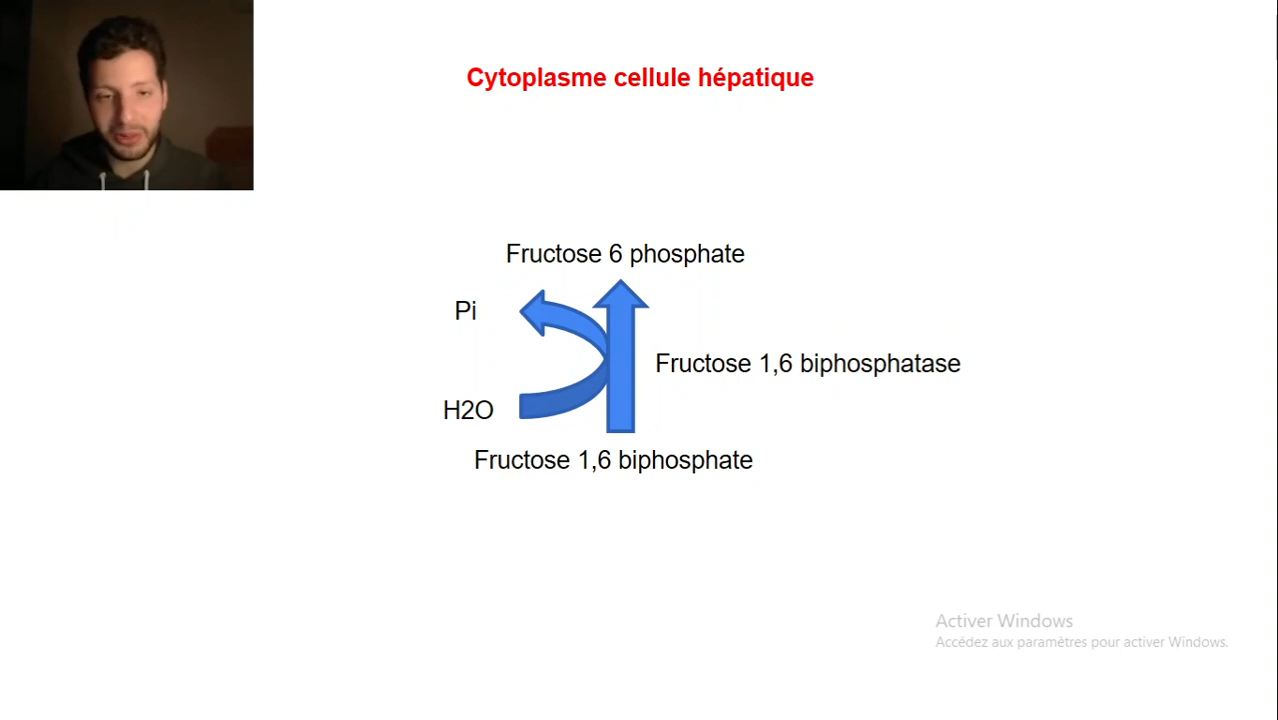 Cytoplasme cellule hépatique
Fructose 6 phosphate
Pi
Fructose 1,6 biphosphatase
H2O
Fructose 1,6 biphosphate
Activer Windows
Accédez aux paramètres pour activer Windows.